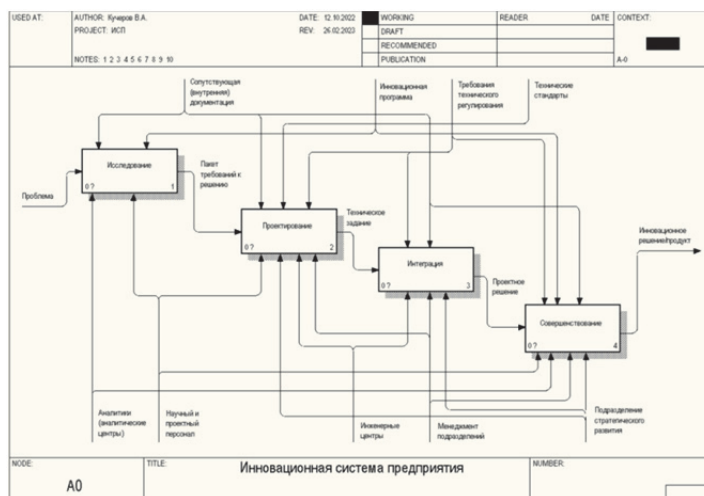 USED AT:
AUTHOR: Кучеров В.А.
DATE: 12.10.2022
WORKING
READER
DATE
CONTEXT:
PROJECT: ИСП
REV: 26.02.2023
DRAFT
RECOMMENDED
NOTES: 1 2 3 4 5 6 7 8 9 10
PUBLICATION
A-0
Сопутствующая
(внутренняя)
документация
Инновационная
программа
Требования
технического
регулирования
Технические
стандарты
Исследование
0 ?
1
Проблема
Пакет
требований к
решению
Проектирование
0 ?
2
Техническое
задание
Интеграция
0 ?
3
Проектное
решение
Совершенствование
0 ?
4
Инновационное
решение/продукт
Аналитики
(аналитические
центры)
Научный и
проектный
персонал
Инженерные
центры
Менеджмент
подразделений
Подразделение
стратегического
развития
NODE:
A0
TITLE:
Инновационная система предприятия
NUMBER: